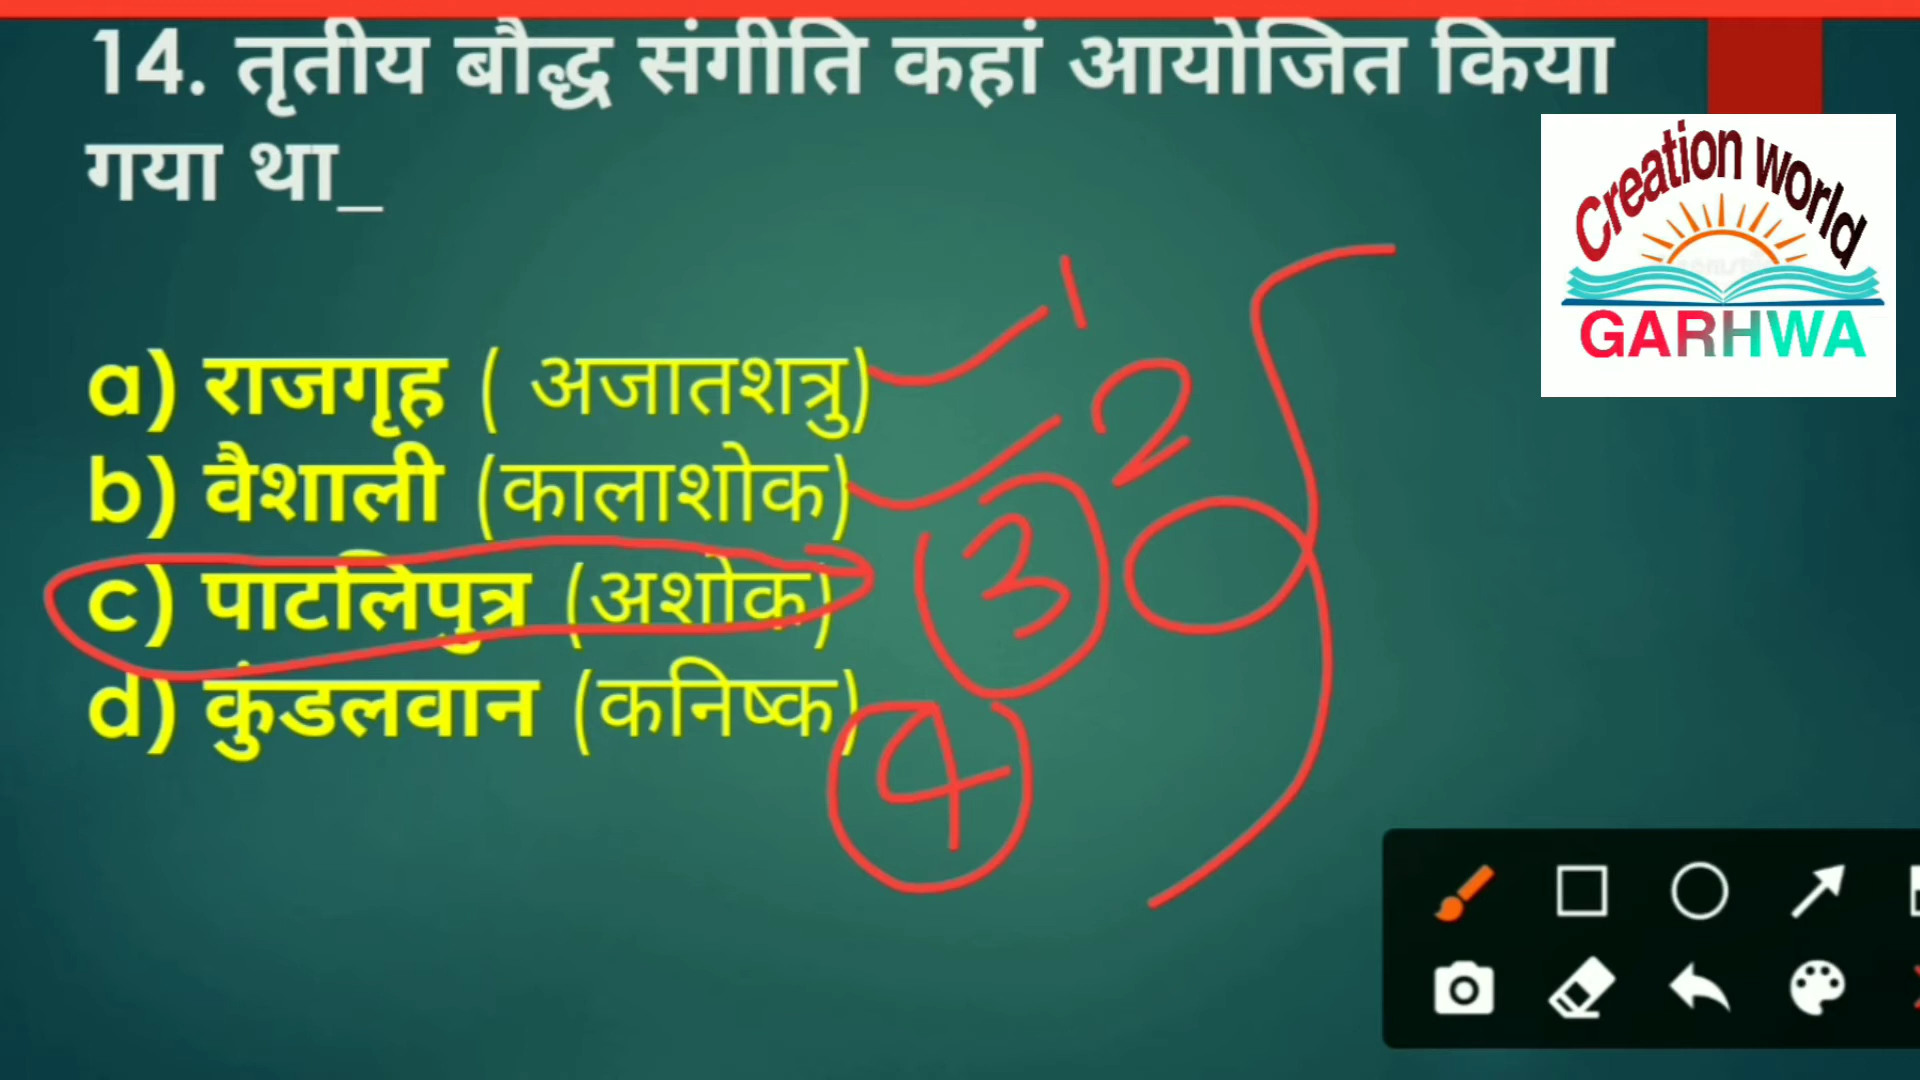 14. तृतीय बौद्ध संगीति कहां आयोजित किया
गया था_
Creation world
GARHWA
a) राजगृह ( अजातशत्रु) 1
b) वैशाली (कालाशोक) 2
c) पाटलिपुत्र (अशोक) 3
d) कुंडलवान (कनिष्क) 4